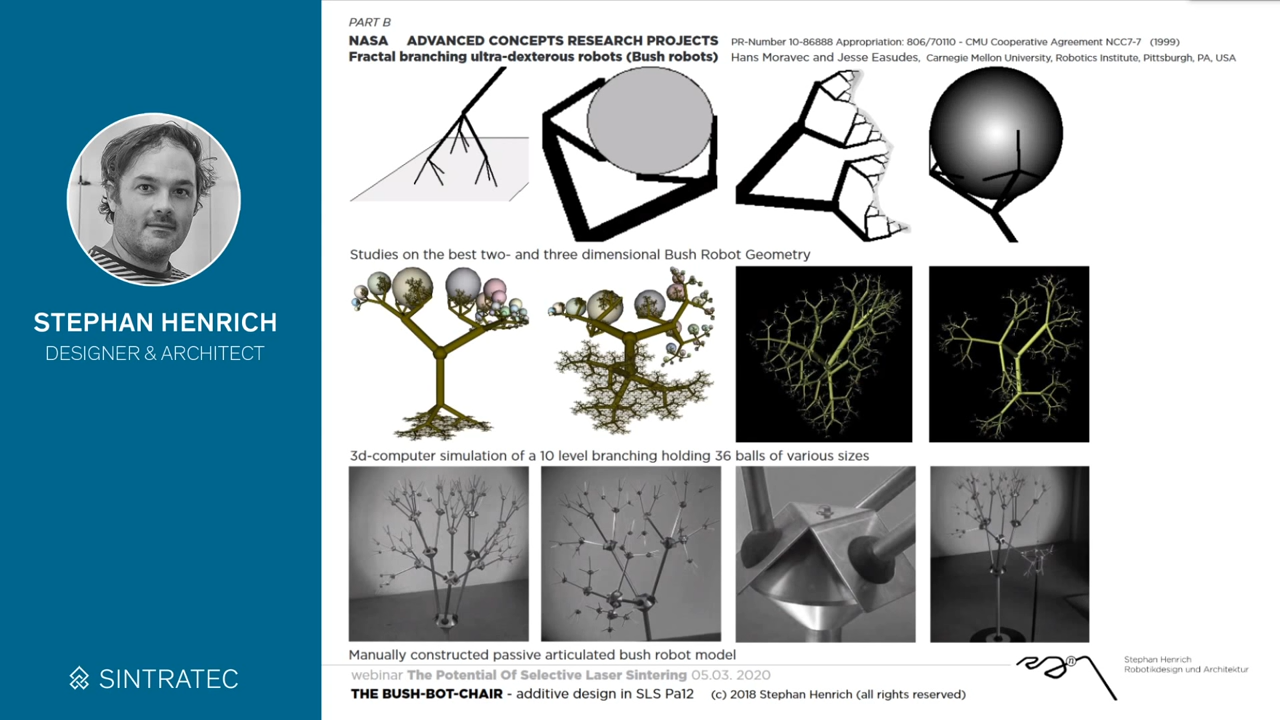 STEPHAN HENRICH
DESIGNER & ARCHITECT
SINTRATEC
PART B
NASA ADVANCED CONCEPTS RESEARCH PROJECTS PR-Number 10-86888 Appropriation: 806/70110 - CMU Cooperative Agreement NCC7-7 (1999)
Fractal branching ultra-dexterous robots (Bush robots) Hans Moravec and Jesse Easudes, Carnegie Mellon University, Robotics Institute, Pittsburgh, PA, USA
Studies on the best two- and three dimensional Bush Robot Geometry
3d-computer simulation of a 10 level branching holding 36 balls of various sizes
Manually constructed passive articulated bush robot model
webinar The Potential Of Selective Laser Sintering 05.03. 2020
THE BUSH-BOT-CHAIR - additive design in SLS Pa12 (c) 2018 Stephan Henrich (all rights reserved)
Stephan Henrich
Robotikdesign und Architektur